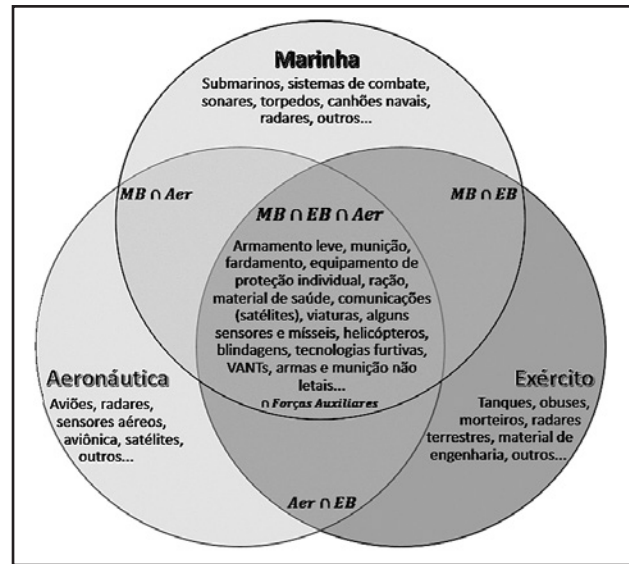 Marinha
Submarinos, sistemas de combate,
sonares, torpedos, canhões navais,
radares, outros...
MB ∩ Aer
MB ∩ EB
MB ∩ EB ∩ Aer
Armamento leve, munição,
fardamento, equipamento de
proteção individual, ração,
material de saúde, comunicações
(satélites), viaturas, alguns
sensores e mísseis, helicópteros,
blindagens, tecnologias furtivas,
VANTs, armas e munição não
letais...
∩ Forças Auxiliares
Aeronáutica
Aviões, radares,
sensores aéreos,
aviônica, satélites,
outros...
Exército
Tanques, obuses,
morteiros, radares
terrestres, material de
engenharia, outros...
Aer ∩ EB